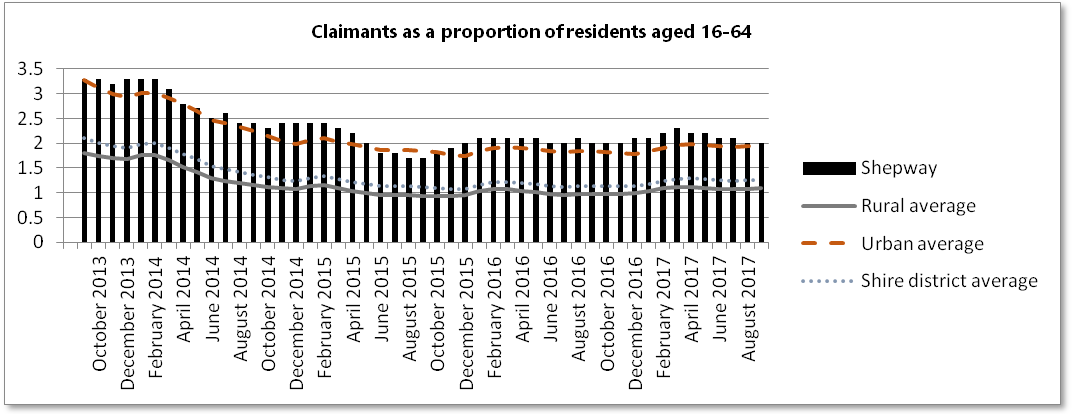 Claimants as a proportion of residents aged 16-64
3.5
3
2.5
2
1.5
1
0.5
0
October 2013
December 2013
February 2014
April 2014
June 2014
August 2014
October 2014
December 2014
February 2015
April 2015
June 2015
August 2015
October 2015
December 2015
February 2016
April 2016
June 2016
August 2016
October 2016
December 2016
February 2017
April 2017
June 2017
August 2017
Shepway
Rural average
Urban average
Shire district average